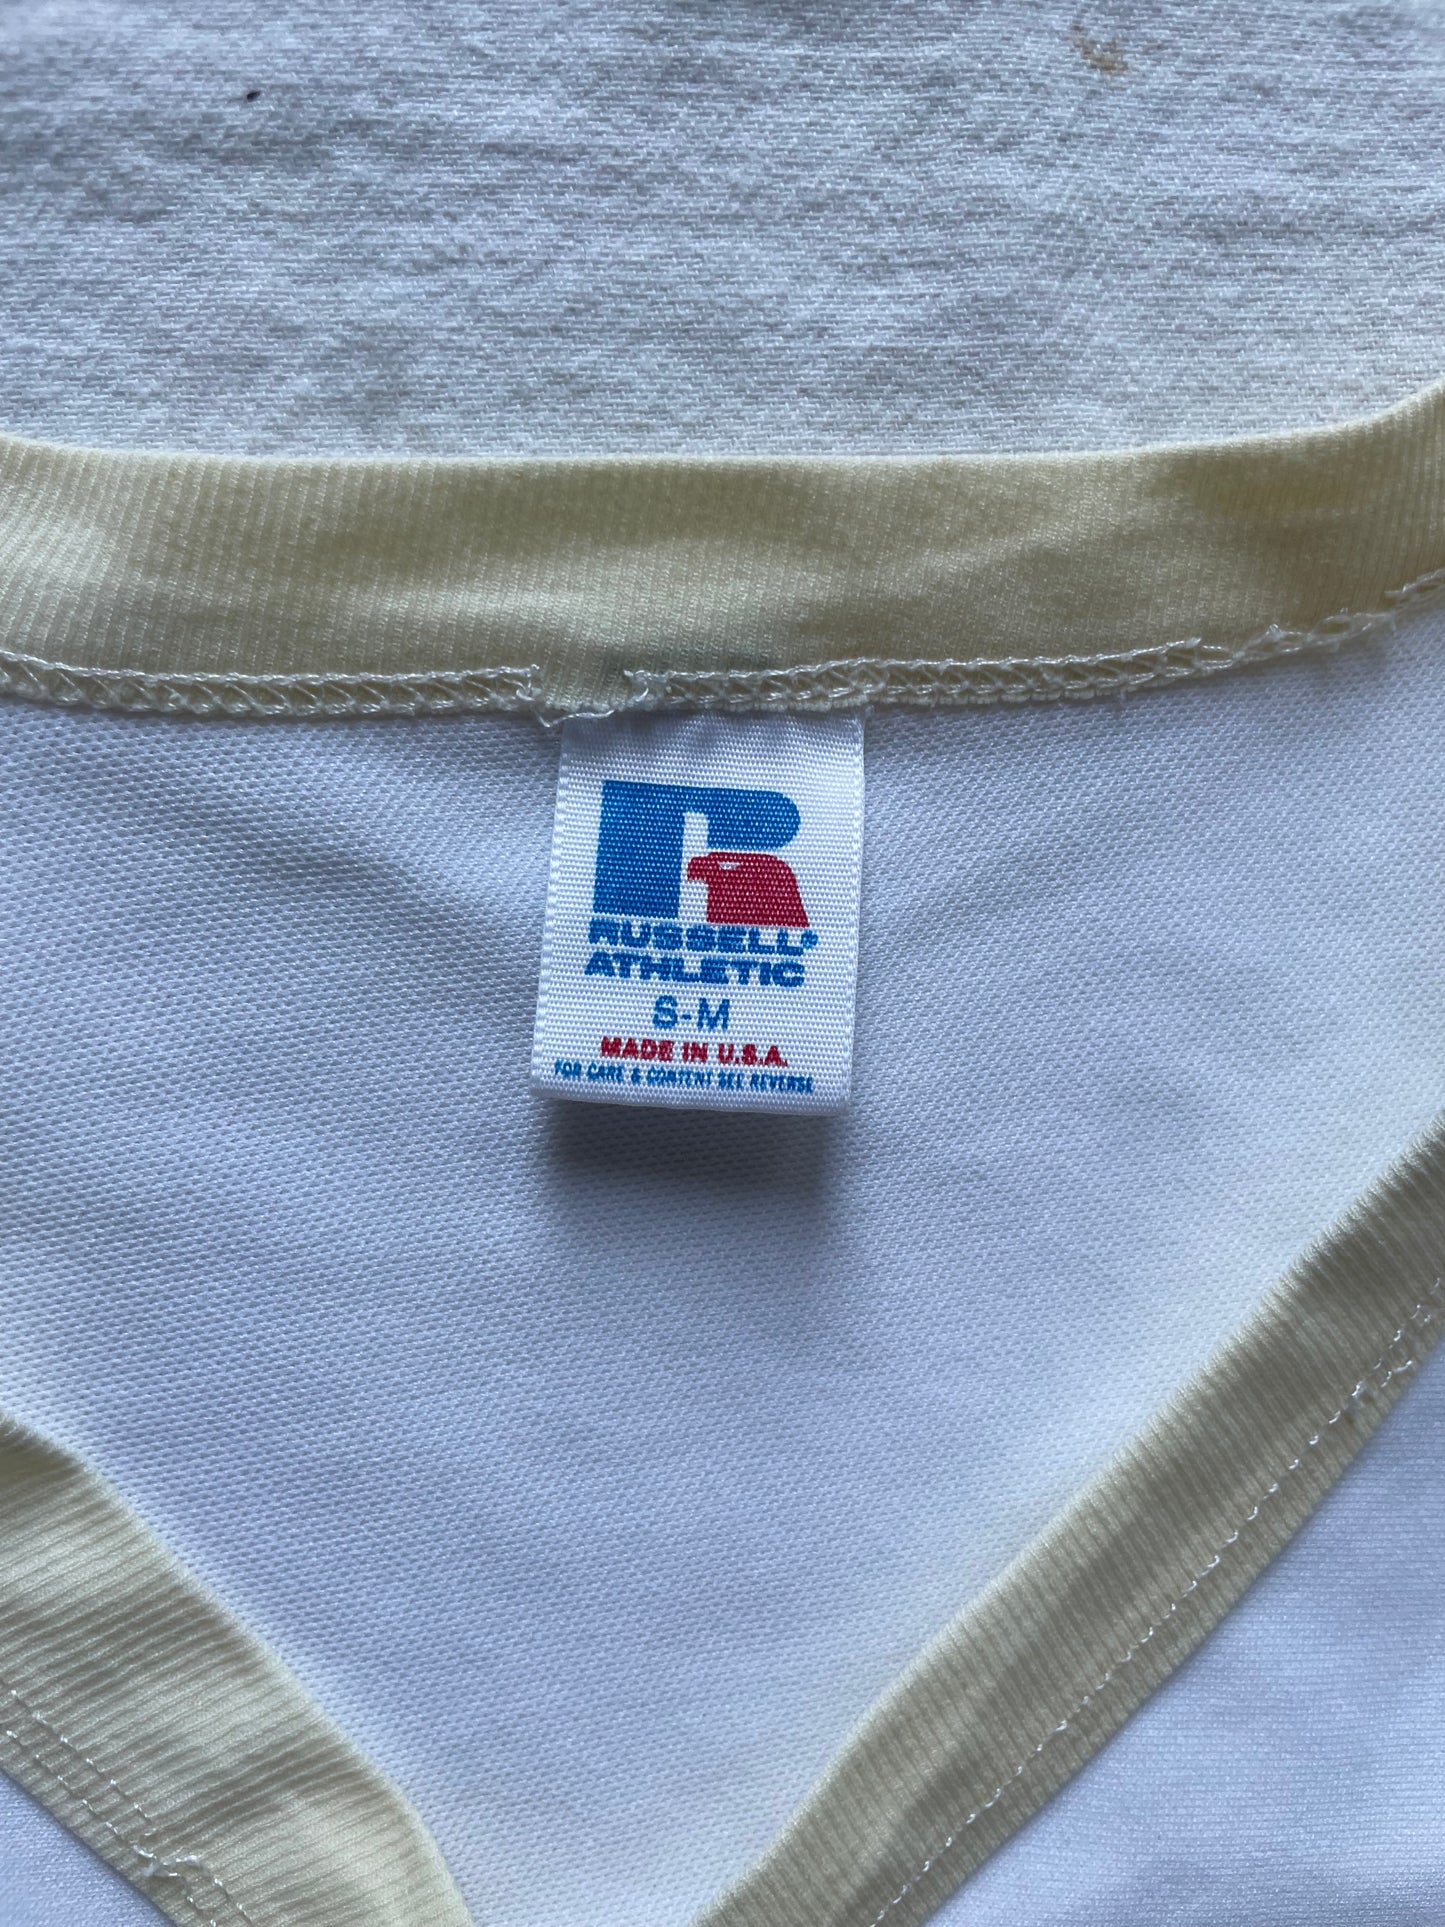 RUSSELL®
ATHLETIC
S-M
MADE IN U.S.A.
FOR CARE & CONTENT SEE REVERSE